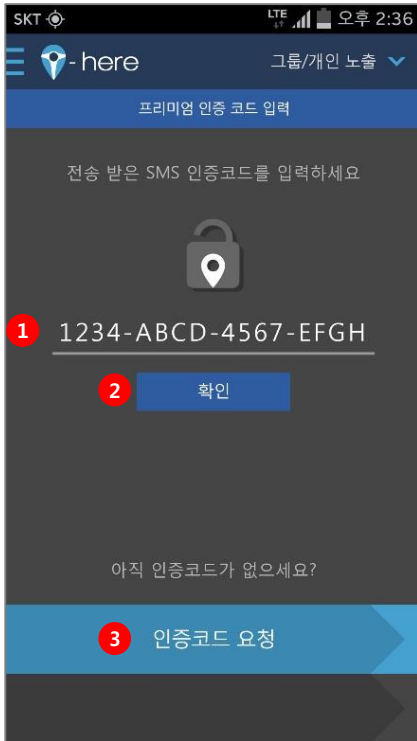 SKT LTE 오후 2:36
- here 그룹/개인 노출
프리미엄 인증 코드 입력
전송 받은 SMS 인증코드를 입력하세요
1 1234-ABCD-4567-EFGH
2 확인
아직 인증코드가 없으세요?
3 인증코드 요청